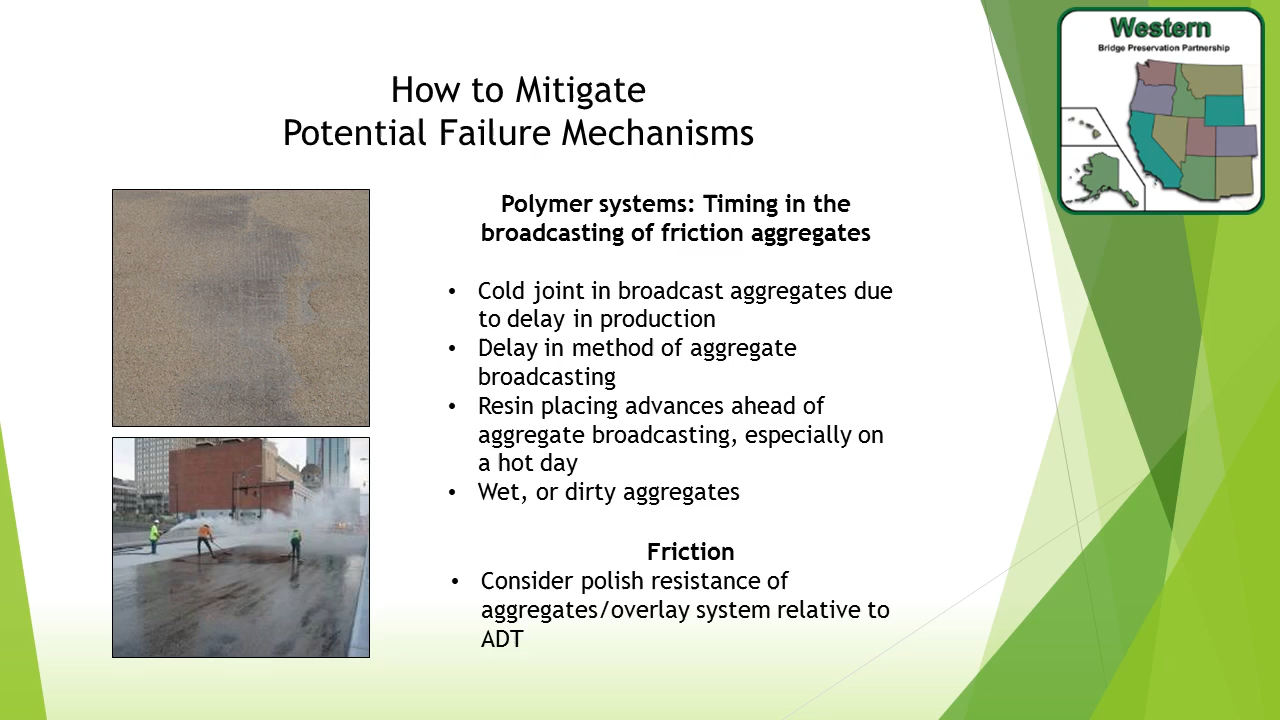 Western
Bridge Preservation Partnership
How to Mitigate
Potential Failure Mechanisms
Polymer systems: Timing in the
broadcasting of friction aggregates
• Cold joint in broadcast aggregates due
to delay in production
• Delay in method of aggregate
broadcasting
• Resin placing advances ahead of
aggregate broadcasting, especially on
a hot day
• Wet, or dirty aggregates
Friction
• Consider polish resistance of
aggregates/overlay system relative to
ADT